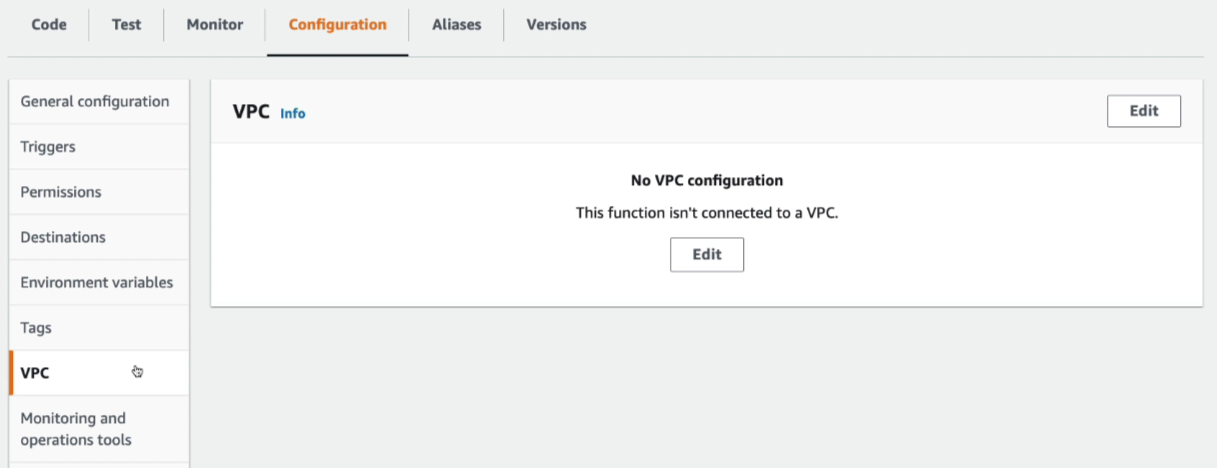 Code Test Monitor Configuration Aliases Versions
General configuration
Triggers
Permissions
Destinations
Environment variables
Tags
VPC
Monitoring and
operations tools
VPC Info Edit
No VPC configuration
This function isn't connected to a VPC.
Edit